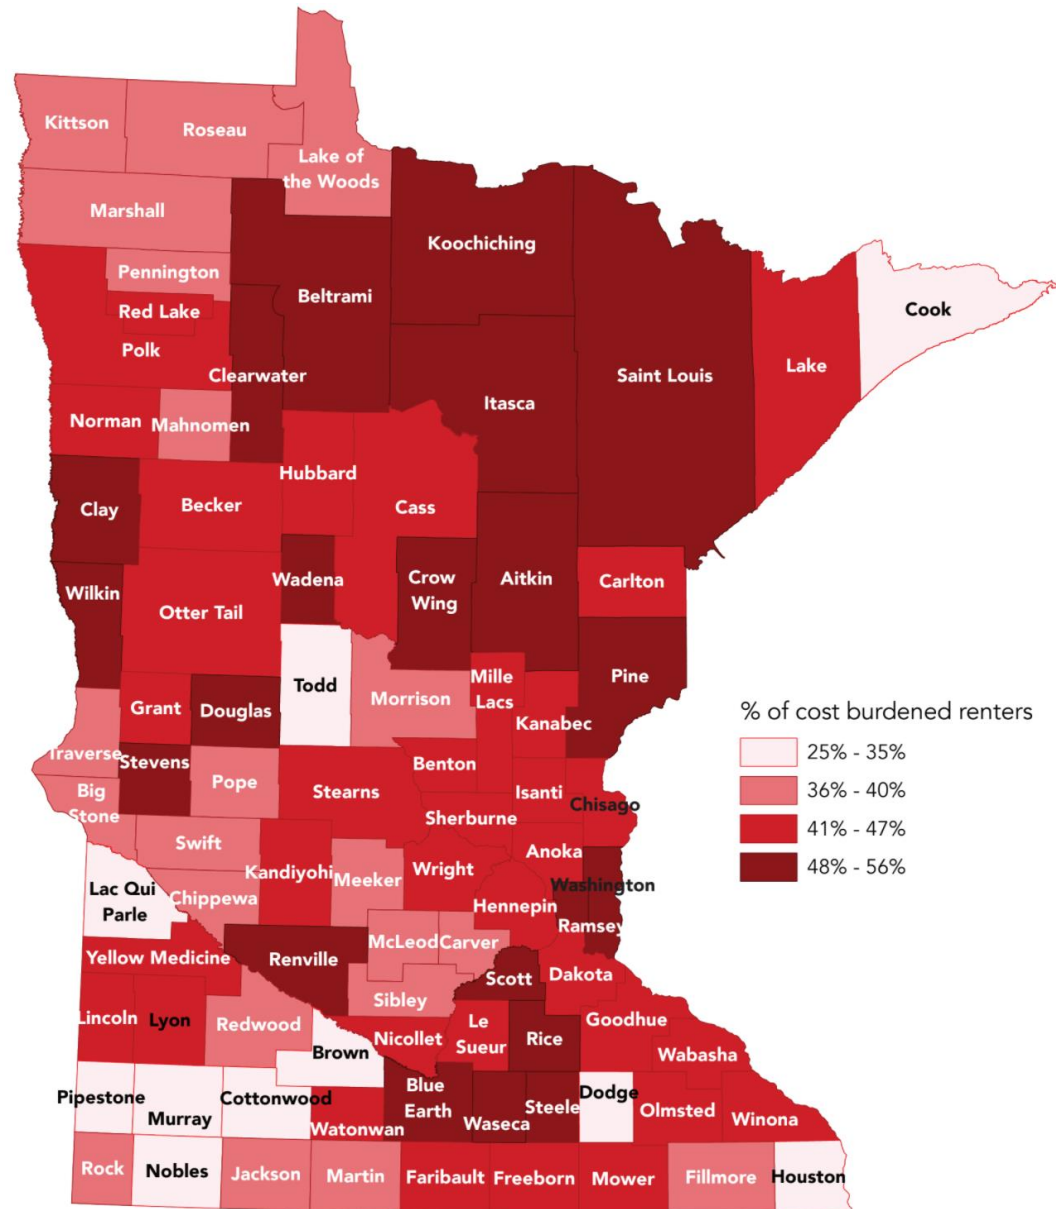 Kittson
Roseau
Lake of
the Woods
Marshall
Koochiching
Pennington
Beltrami
Red Lake
Cook
Polk
Lake
Clearwater
Saint Louis
Itasca
Norman
Mahnomen
Hubbard
Becker
Cass
Clay
Wadena
Crow
Wing
Aitkin
Carlton
Wilkin
Otter Tail
Todd
Morrison
Mille
Lacs
Pine
Grant
Douglas
Kanabec
Traverse
Stevens
Benton
Pope
Big
Stone
Stearns
Isanti
Chisago
Sherburne
Swift
Anoka
Kandiyohi
Meeker
Wright
Lac Qui
Parle
Chippewa
Washington
Hennepin
Ramsey
McLeod
Carver
Yellow Medicine
Renville
Scott
Dakota
Sibley
Lincoln
Lyon
Redwood
Nicollet
Le
Sueur
Rice
Goodhue
Brown
Wabasha
Pipestone
Murray
Cottonwood
Watonwan
Blue
Earth
Waseca
Steele
Dodge
Olmsted
Winona
Rock
Nobles
Jackson
Martin
Faribault
Freeborn
Mower
Fillmore
Houston
% of cost burdened renters
25% - 35%
36% - 40%
41% - 47%
48% - 56%